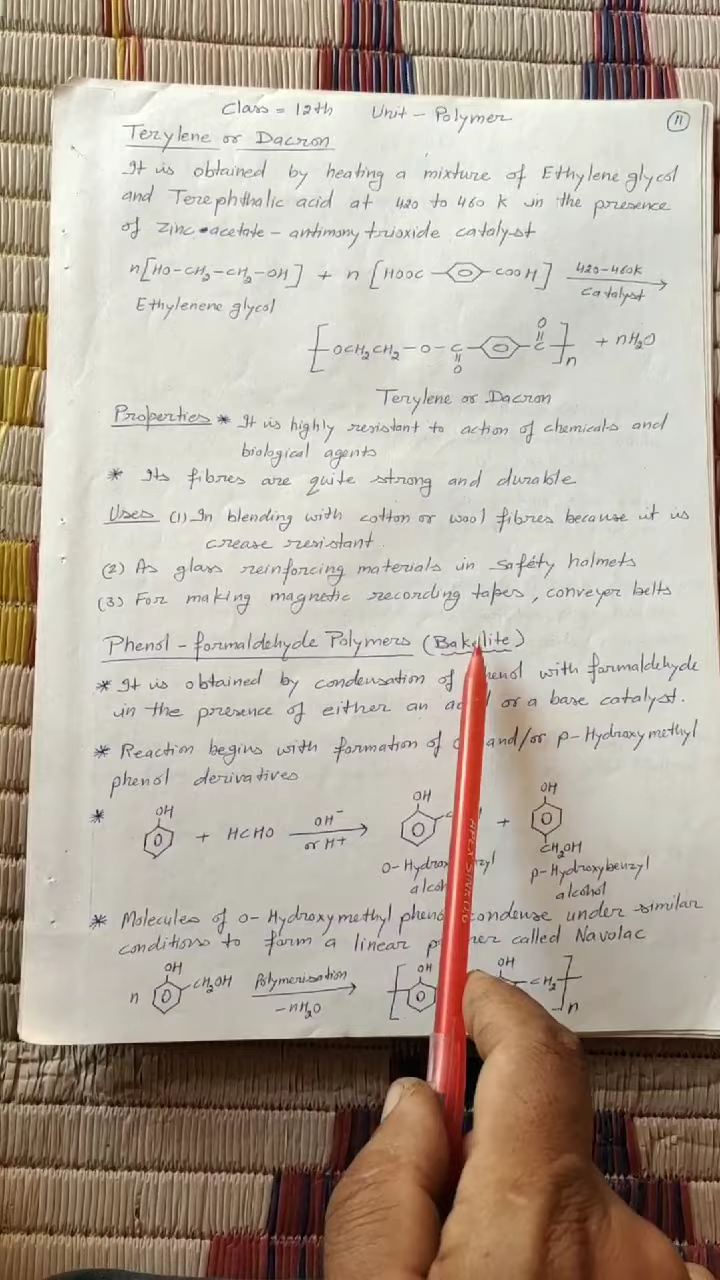 Class = 12th Unit - Polymer 11
Terylene or Dacron
It is obtained by heating a mixture of Ethylene glycol
and Terephthalic acid at 420 to 460 K in the presence
of zinc acetate - antimony trioxide catalyst
n[HO-CH2-CH2-OH] + n [HOOC - -COOH] 420-460K
Catalyst
Ethylenene glycol
[OCH2CH2-O-C- -C]n + nH2O
O
O
Terylene or Dacron
Properties * It is highly resistant to action of chemicals and
biological agents
* Its fibres are quite strong and durable
Uses (1) In blending with cotton or wool fibres because it is
crease resistant.
(2) As glass reinforcing materials in safety halmets
(3) For making magnetic recording tapes, conveyer belts
Phenol - formaldehyde Polymers (Bakelite)
* It is obtained by condensation of with formaldehyde
in the presence of either an or a base catalyst.
* Reaction begins with formation of and/or p-Hydroxymethyl
phenol derivatives
* OH OH OH
+ HCHO OH- +
or H+
CH2OH
p-Hydroxybenzyl
alcohol
* Molecules of o-Hydroxymethyl condense under similar
conditions to form a linear called Navolac
OH OH OH
n -CH2OH Polymerisation [ -CH2]n
-nH2O
APEX